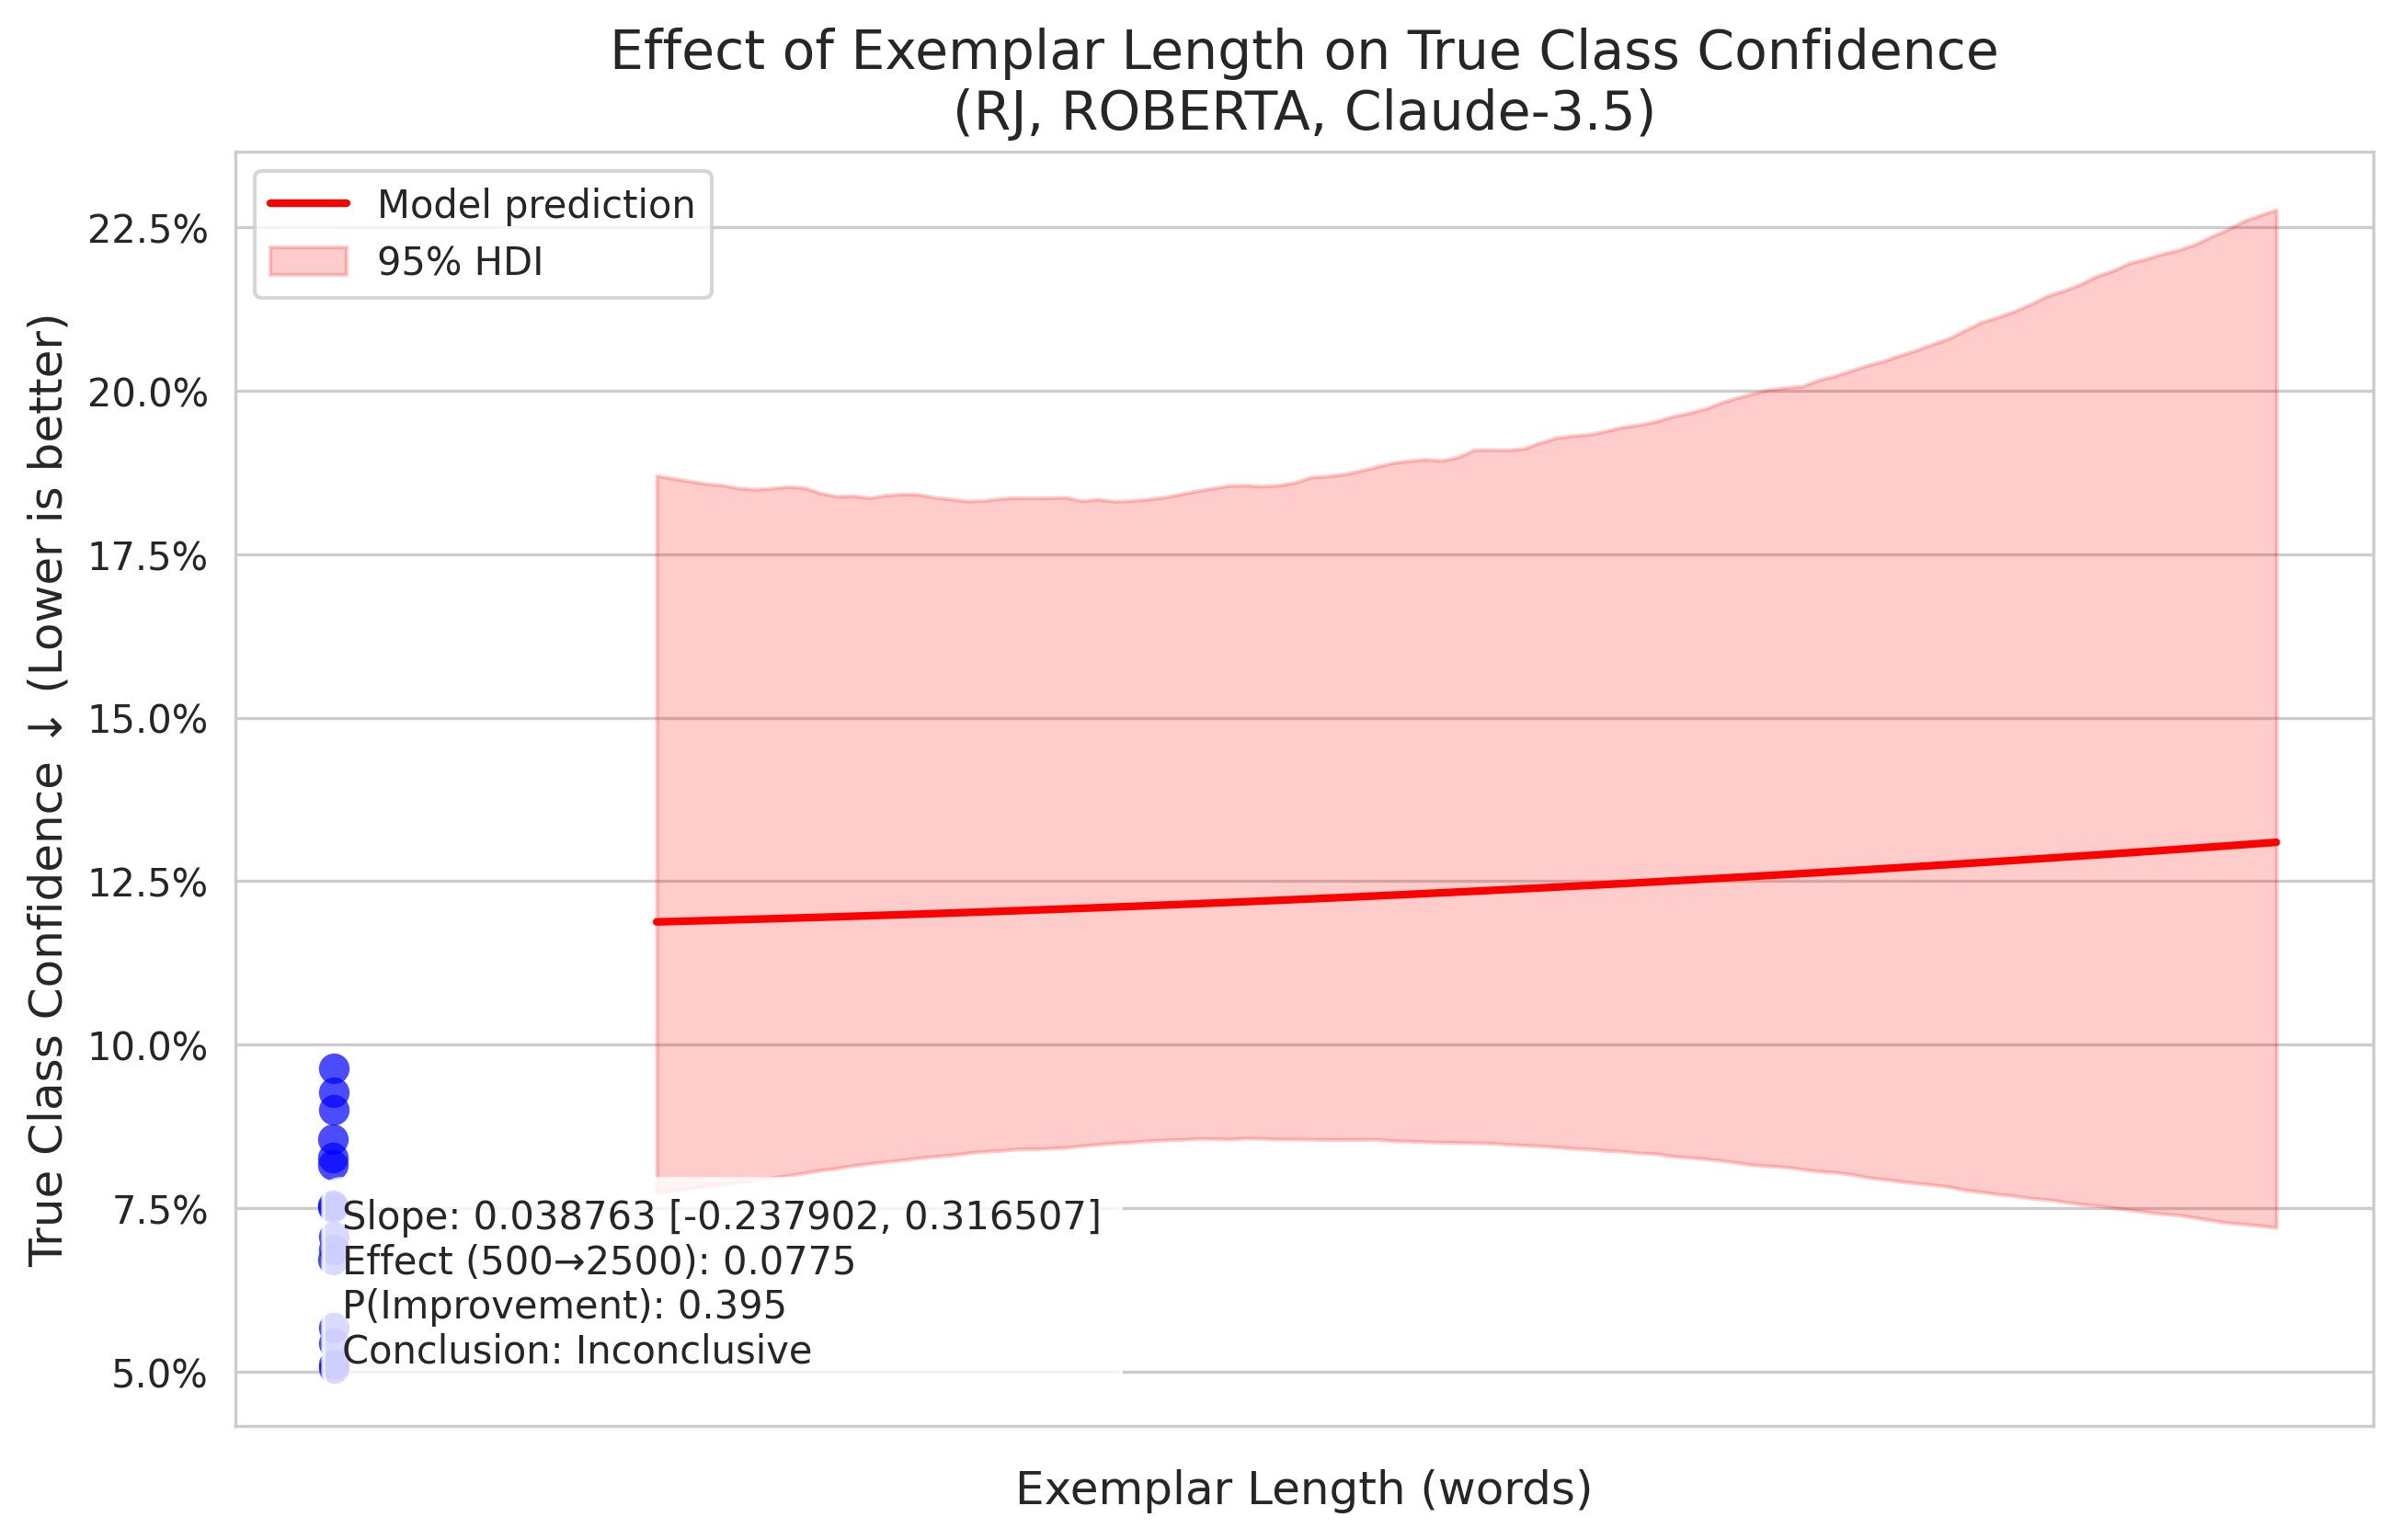 Effect of Exemplar Length on True Class Confidence
(RJ, ROBERTA, Claude-3.5)
Model prediction
95% HDI
True Class Confidence ↓ (Lower is better)
22.5%
20.0%
17.5%
15.0%
12.5%
10.0%
7.5%
5.0%
Slope: 0.038763 [-0.237902, 0.316507]
Effect (500→2500): 0.0775
P(Improvement): 0.395
Conclusion: Inconclusive
Exemplar Length (words)